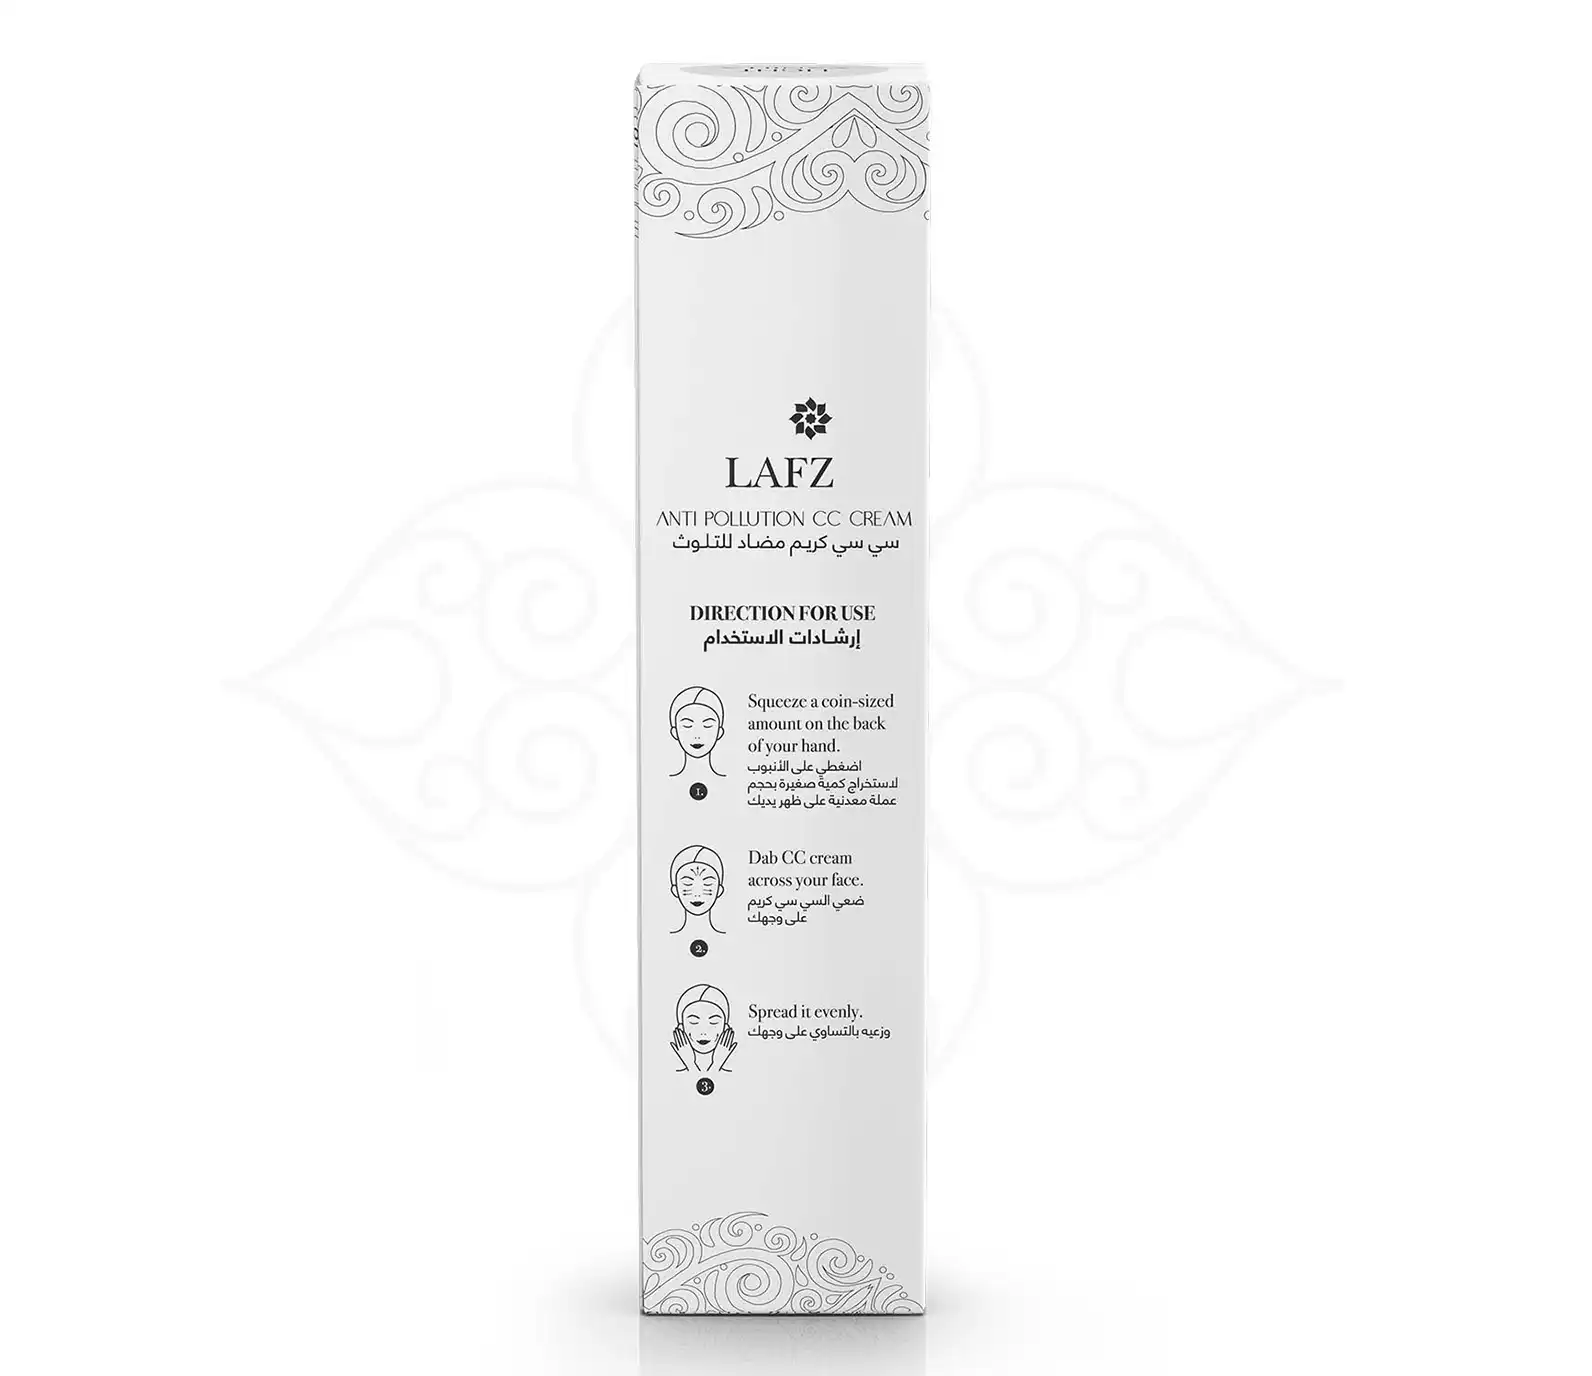 LAFZ
ANTI POLLUTION CC CREAM
سي سي كريم مضاد للتلوث
DIRECTION FOR USE
إرشادات الاستخدام
Squeeze a coin-sized
amount on the back
of your hand.
اضغطي على الأنبوب
لاستخراج كمية صغيرة بحجم
عملة معدنية على ظهر يديك
1.
Dab CC cream
across your face.
ضعي السي سي كريم
على وجهك
2.
Spread it evenly.
وزعيه بالتساوي على وجهك
3.